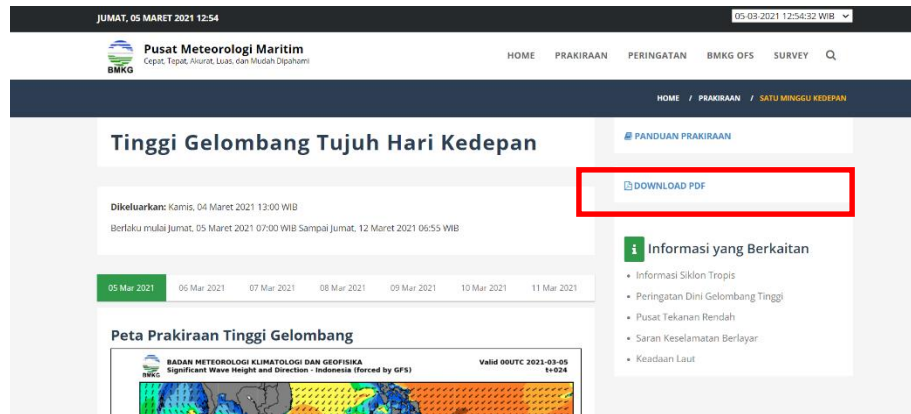 JUMAT, 05 MARET 2021 12:54
05-03-2021 12:54:32 WIB
BMKG
Pusat Meteorologi Maritim
Cepat, Tepat, Akurat, Luas, dan Mudah Dipahami
HOME PRAKIRAAN PERINGATAN BMKG OFS SURVEY
HOME / PRAKIRAAN / SATU MINGGU KEDEPAN
Tinggi Gelombang Tujuh Hari Kedepan
PANDUAN PRAKIRAAN
DOWNLOAD PDF
Dikeluarkan: Kamis, 04 Maret 2021 13:00 WIB
Berlaku mulai Jumat, 05 Maret 2021 07:00 WIB Sampai Jumat, 12 Maret 2021 06:55 WIB
i Informasi yang Berkaitan
Informasi Siklon Tropis
Peringatan Dini Gelombang Tinggi
Pusat Tekanan Rendah
Saran Keselamatan Berlayar
Keadaan Laut
05 Mar 2021 06 Mar 2021 07 Mar 2021 08 Mar 2021 09 Mar 2021 10 Mar 2021 11 Mar 2021
Peta Prakiraan Tinggi Gelombang
BMKG
BADAN METEOROLOGI KLIMATOLOGI DAN GEOFISIKA
Significant Wave Height and Direction - Indonesia (forced by GFS)
Valid 00UTC 2021-03-05
t+024